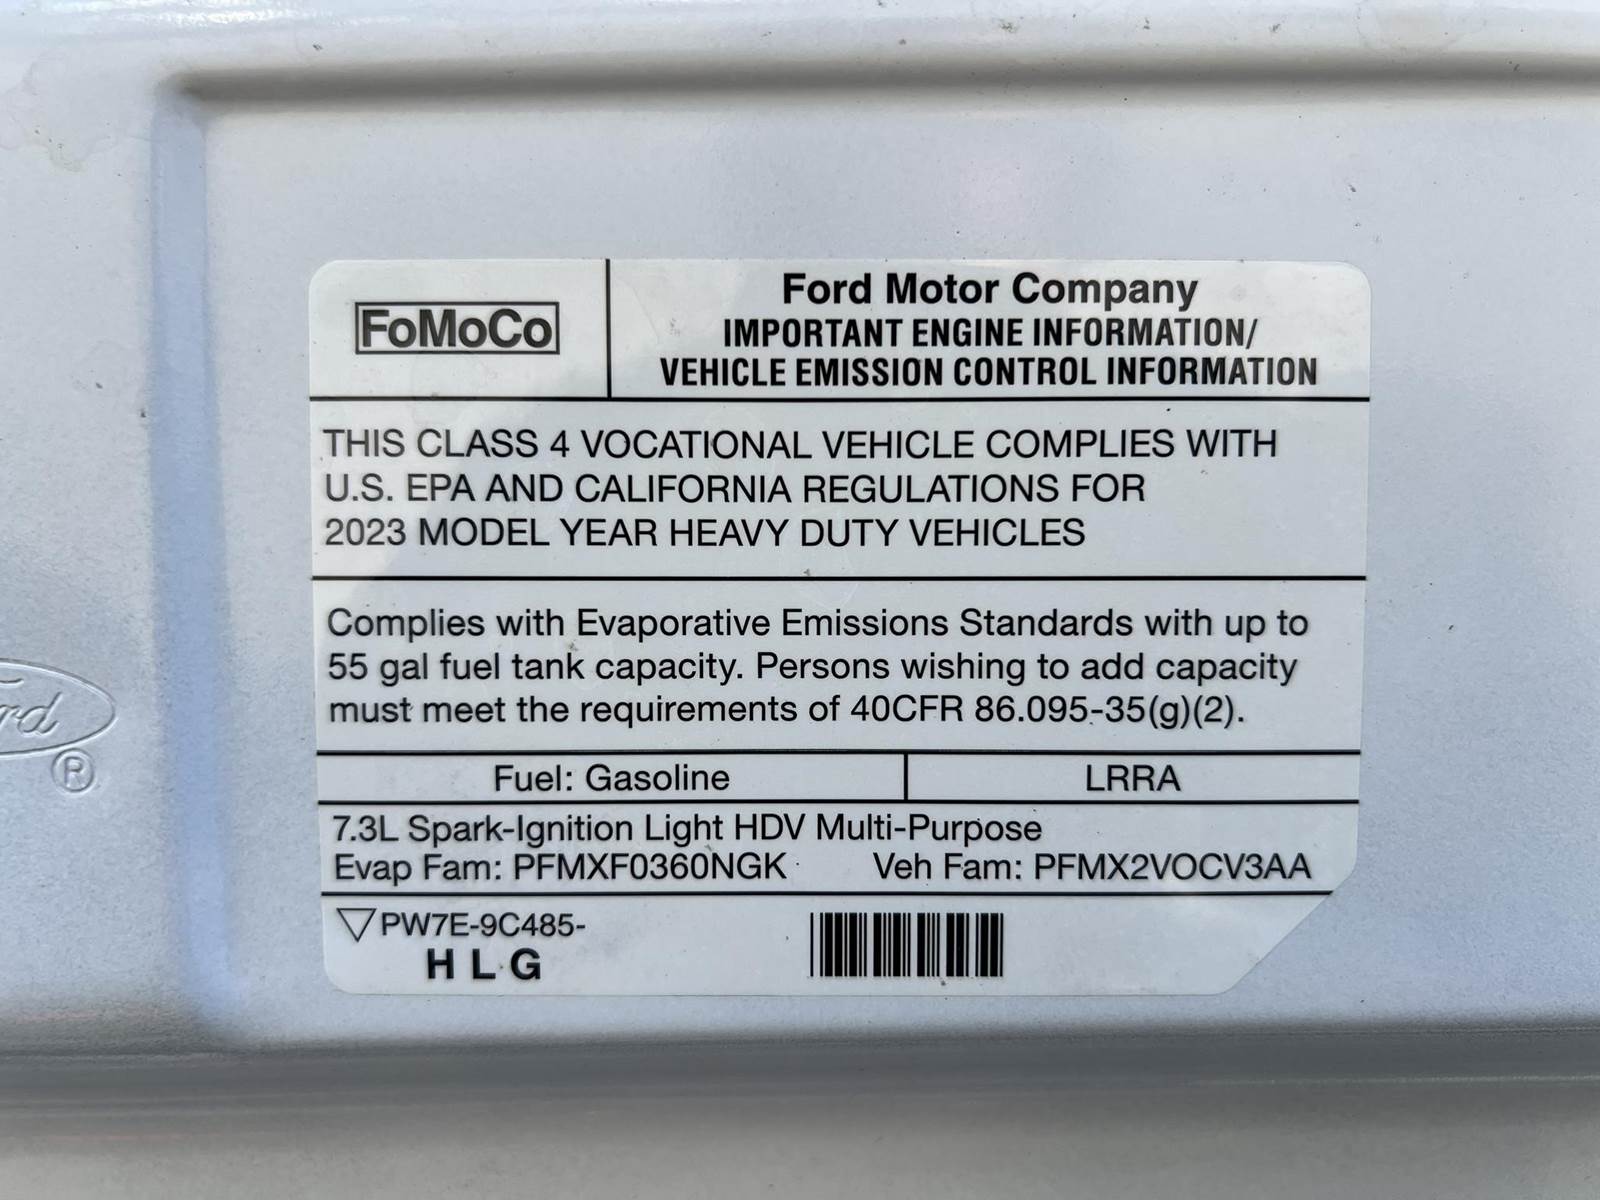 FoMoCo
Ford Motor Company
IMPORTANT ENGINE INFORMATION/
VEHICLE EMISSION CONTROL INFORMATION
THIS CLASS 4 VOCATIONAL VEHICLE COMPLIES WITH
U.S. EPA AND CALIFORNIA REGULATIONS FOR
2023 MODEL YEAR HEAVY DUTY VEHICLES
Complies with Evaporative Emissions Standards with up to
55 gal fuel tank capacity. Persons wishing to add capacity
must meet the requirements of 40CFR 86.095-35(g)(2).
Fuel: Gasoline
LRRA
7.3L Spark-Ignition Light HDV Multi-Purpose
Evap Fam: PFMXF0360NGK Veh Fam: PFMX2VOCV3AA
PW7E-9C485-
H L G
®